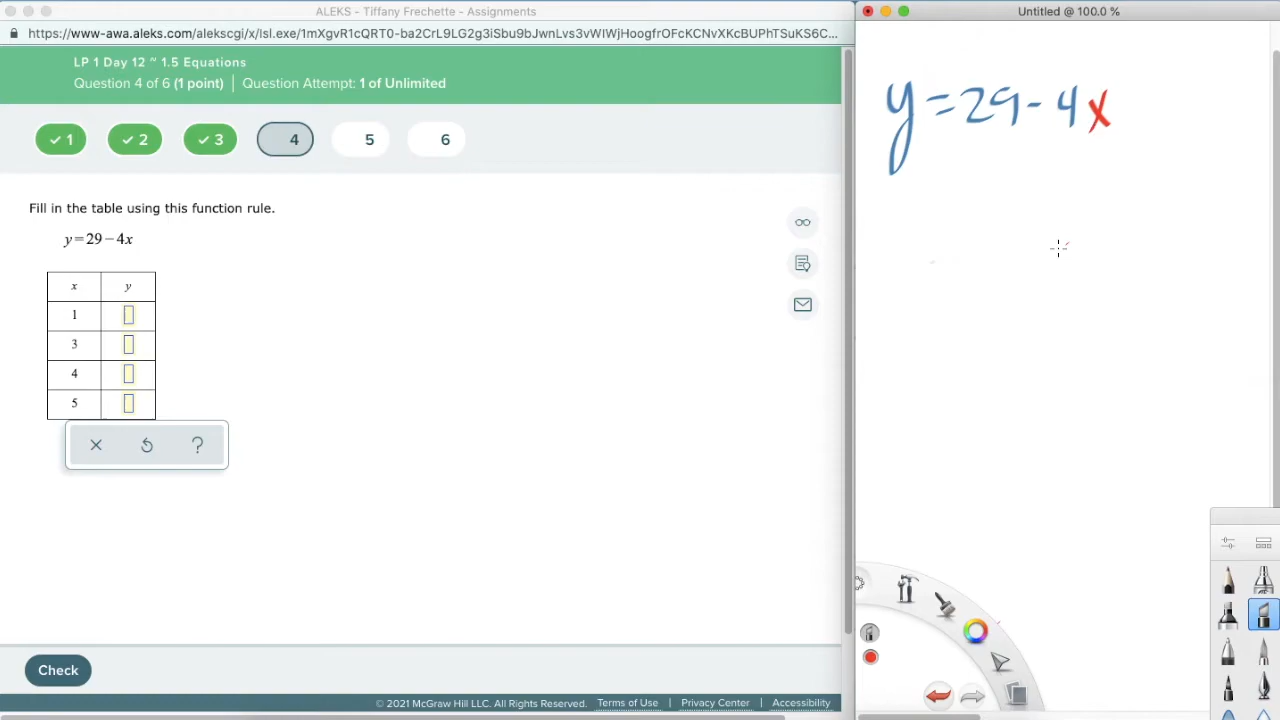 ALEKS - Tiffany Frechette - Assignments
https://www-awa.aleks.com/alekscgi/x/Isl.exe/1mXgvR1cQRT0-ba2CrLG9LG2g3iSbu9bJwnLvs3vWIWjHoogfrOFcKCNvXKcBUPhTSuKS6C...
LP 1 Day 12 ~ 1.5 Equations
Question 4 of 6 (1 point) | Question Attempt: 1 of Unlimited
✓ 1 ✓ 2 ✓ 3 4 5 6
Fill in the table using this function rule.
y=29−4x
x y
1
3
4
5
?
Check
© 2021 McGraw Hill LLC. All Rights Reserved. Terms of Use | Privacy Center | Accessibility
Untitled @ 100.0 %
y=29-4x